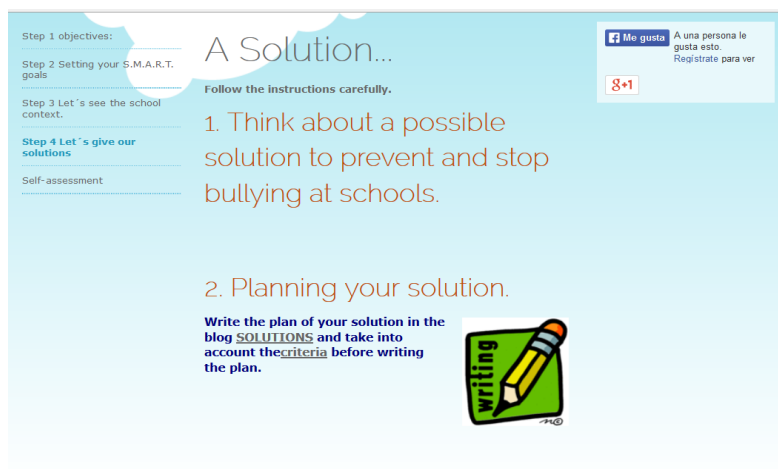 Step 1 objectives:
Step 2 Setting your S.M.A.R.T.
goals
Step 3 Let´s see the school
context.
Step 4 Let´s give our
solutions
Self-assessment
A Solution...
Follow the instructions carefully.
1. Think about a possible
solution to prevent and stop
bullying at schools.
2. Planning your solution.
Write the plan of your solution in the
blog SOLUTIONS and take into
account thecriteria before writing
the plan.
writing
Me gusta
A una persona le
gusta esto.
Regístrate para ver
g+1